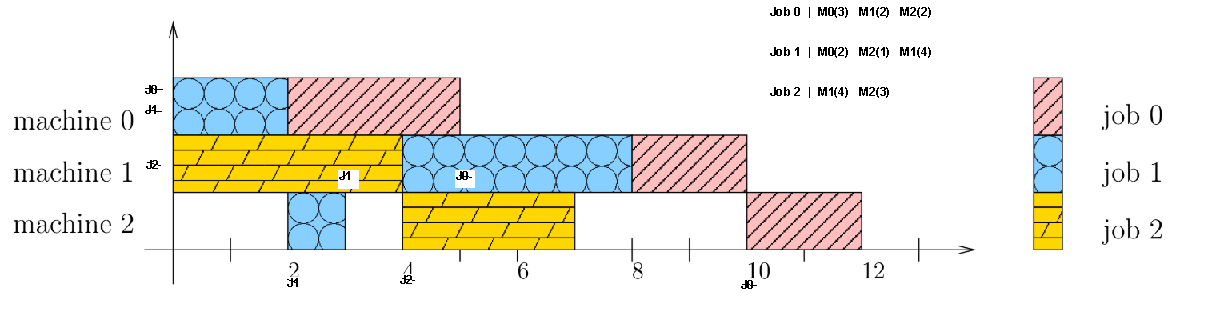 Job 0 | M0(3) M1(2) M2(2)
Job 1 | M0(2) M2(1) M1(4)
Job 2 | M1(4) M2(3)
J0-
J1-
machine 0
job 0
J2-
machine 1
J1
J0-
job 1
machine 2
job 2
2 4 6 8 10 12
J1 J2- J0-